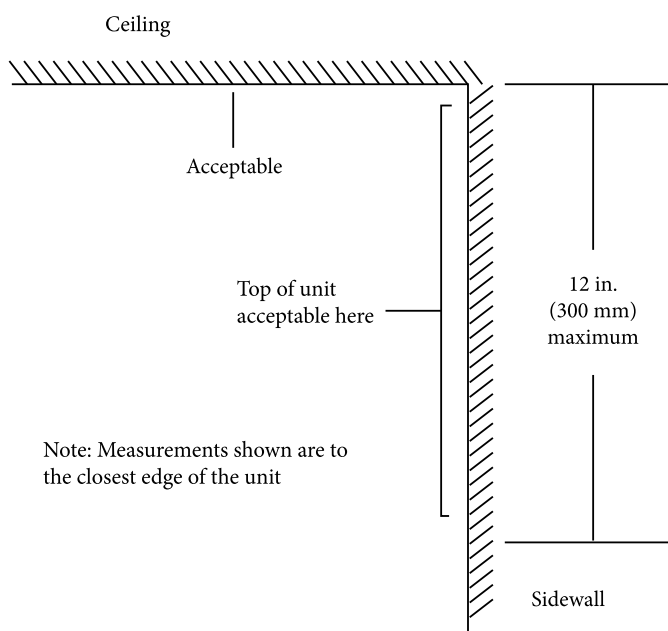 Ceiling
Acceptable
Top of unit
acceptable here
12 in.
(300 mm)
maximum
Note: Measurements shown are to
the closest edge of the unit
Sidewall